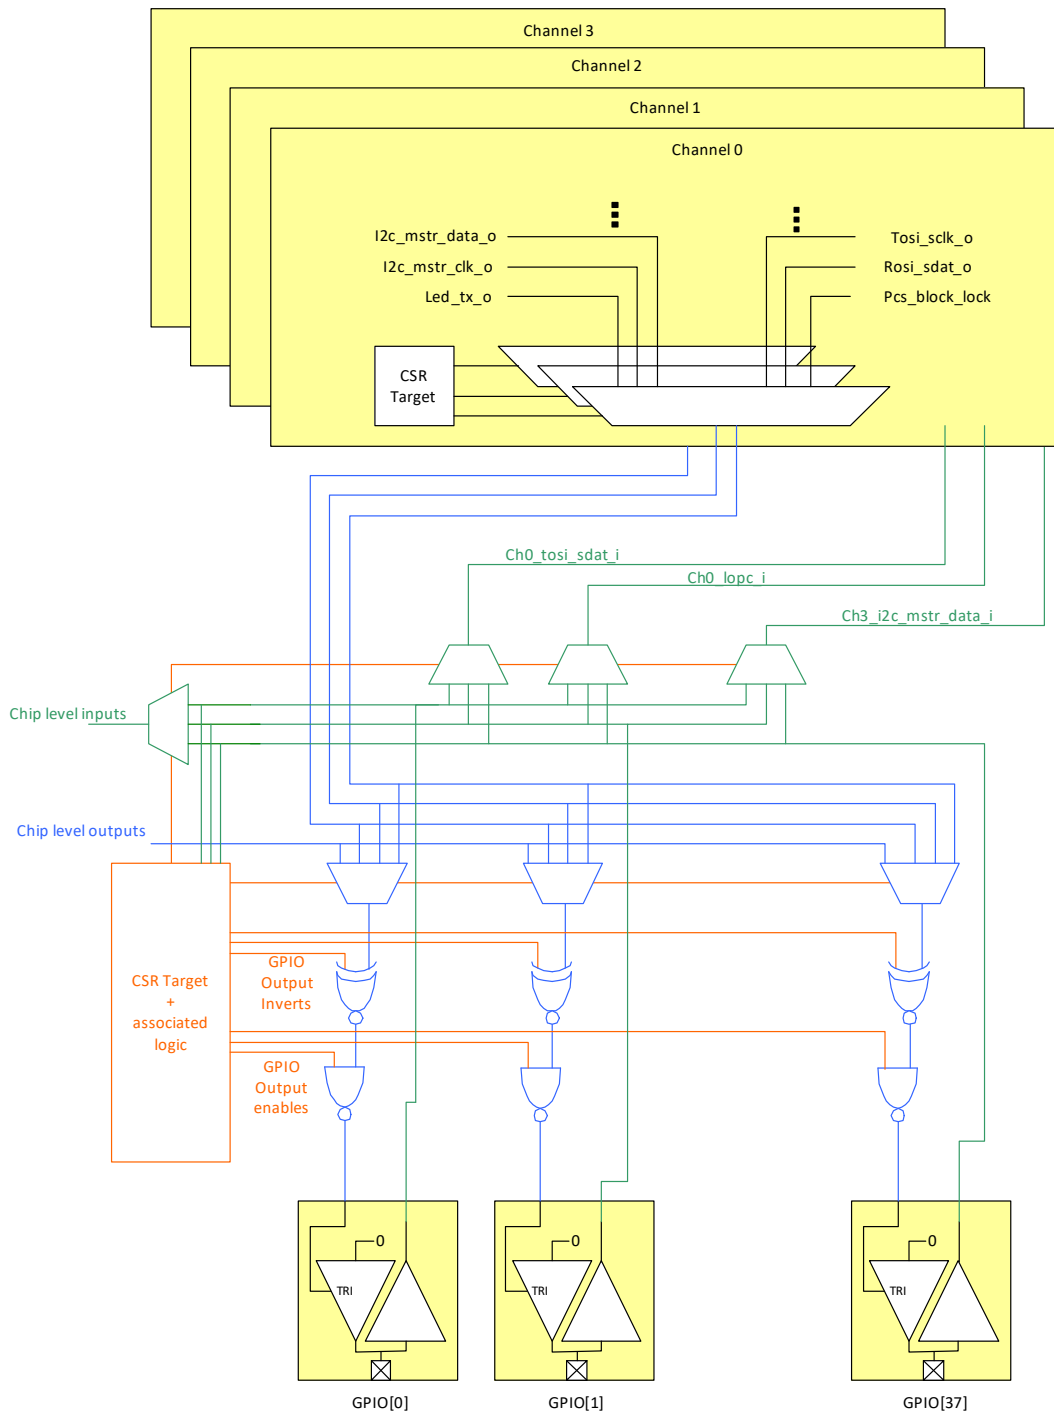 Channel 3
Channel 2
Channel 1
Channel 0
I2c_mstr_data_o
Tosi_sclk_o
I2c_mstr_clk_o
Rosi_sdat_o
Led_tx_o
Pcs_block_lock
CSR
Target
Ch0_tosi_sdat_i
Ch0_lopc_i
Ch3_i2c_mstr_data_i
Chip level inputs
Chip level outputs
CSR Target
+
associated
logic
GPIO
Output
Inverts
GPIO
Output
enables
0
TRI
0
TRI
0
TRI
GPIO[0]
GPIO[1]
GPIO[37]